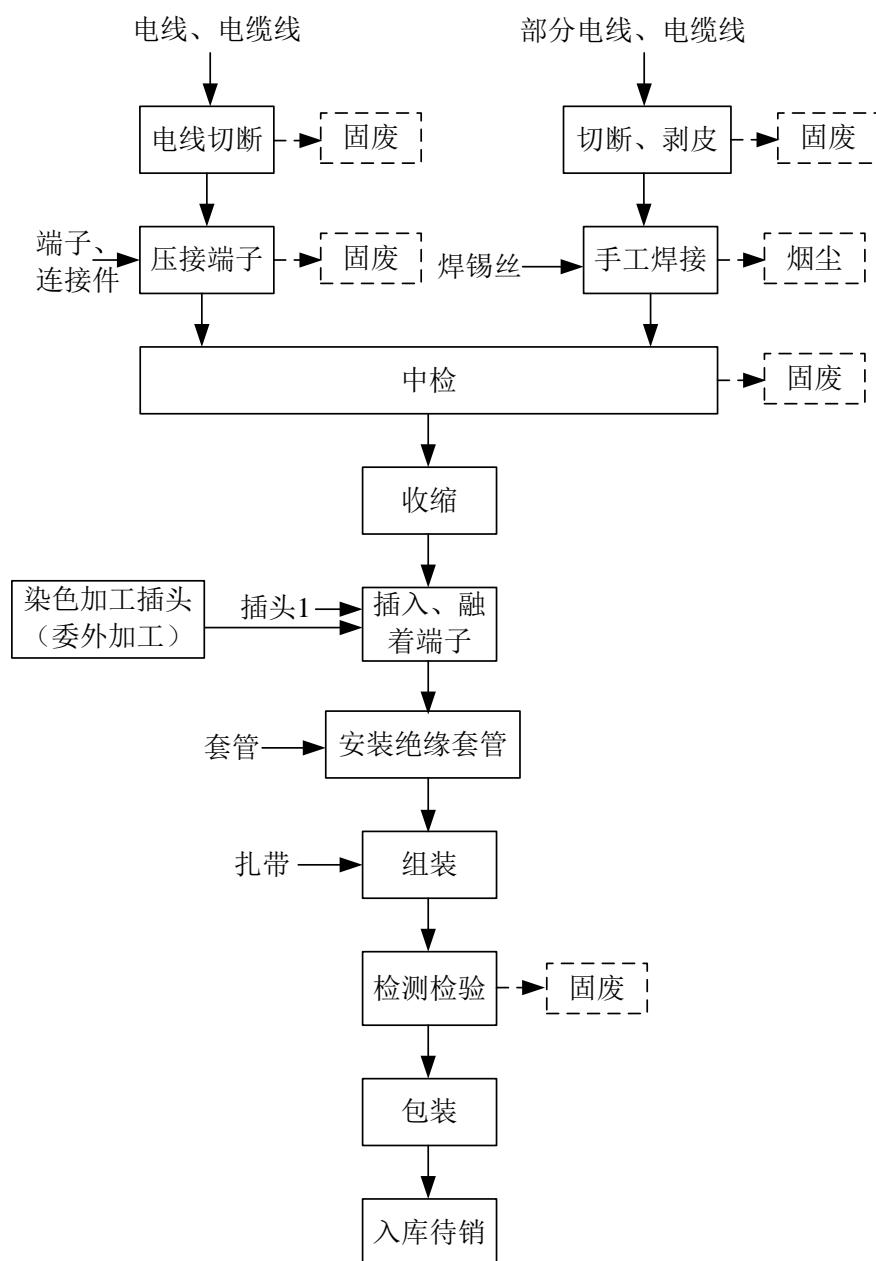 电线、电缆线
部分电线、电缆线
电线切断
固废
切断、剥皮
固废
端子、
连接件
压接端子
固废
焊锡丝
手工焊接
烟尘
中检
固废
收缩
染色加工插头
（委外加工）
插头1
插入、融
着端子
套管
安装绝缘套管
扎带
组装
检测检验
固废
包装
入库待销